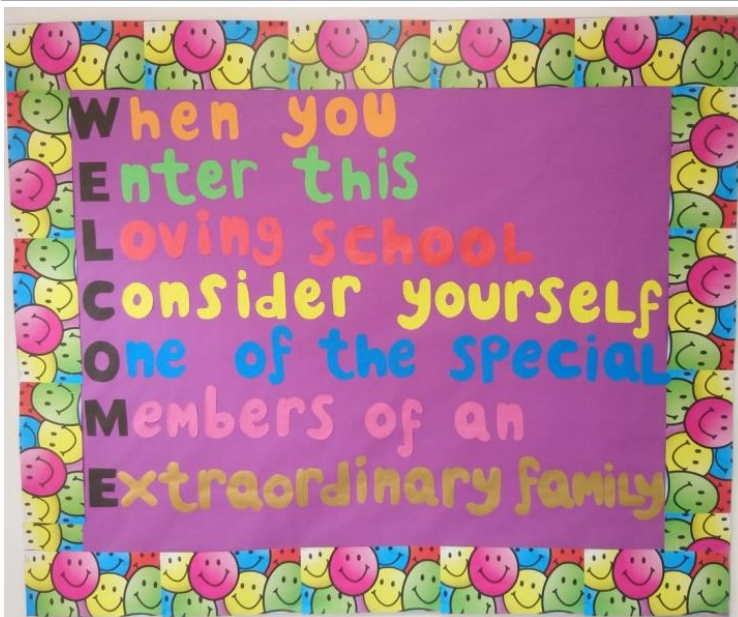 When you
Enter this
Loving school
Consider yourself
One of the special
Members of an
Extraordinary family